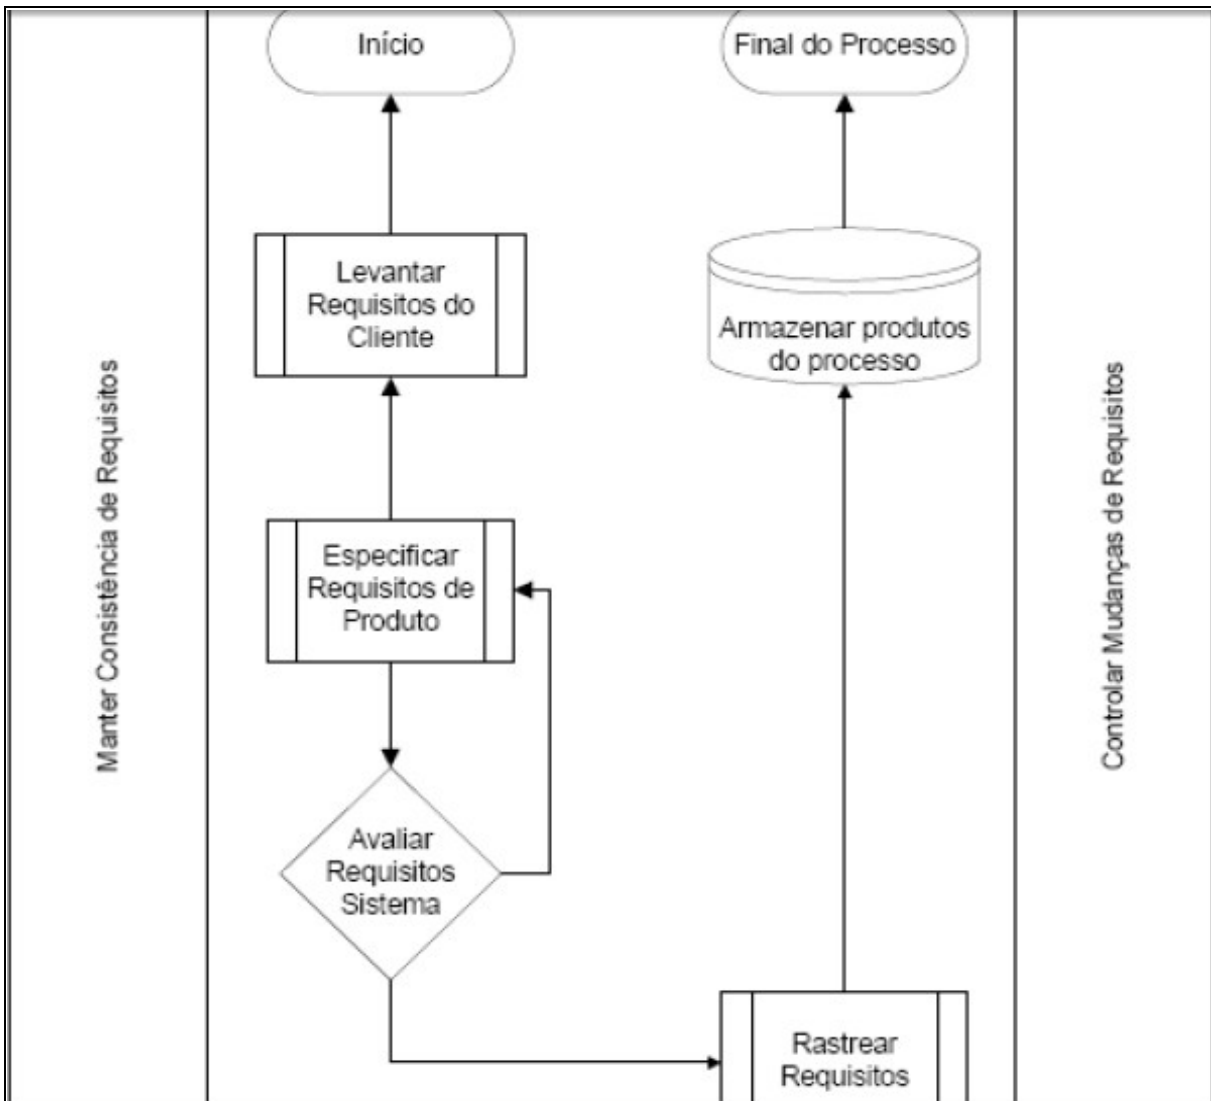 Início
Final do Processo
Levantar
Requisitos do
Cliente
Armazenar produtos
do processo
Especificar
Requisitos de
Produto
Avaliar
Requisitos
Sistema
Rastrear
Requisitos
Manter Consistência de Requisitos
Controlar Mudanças de Requisitos